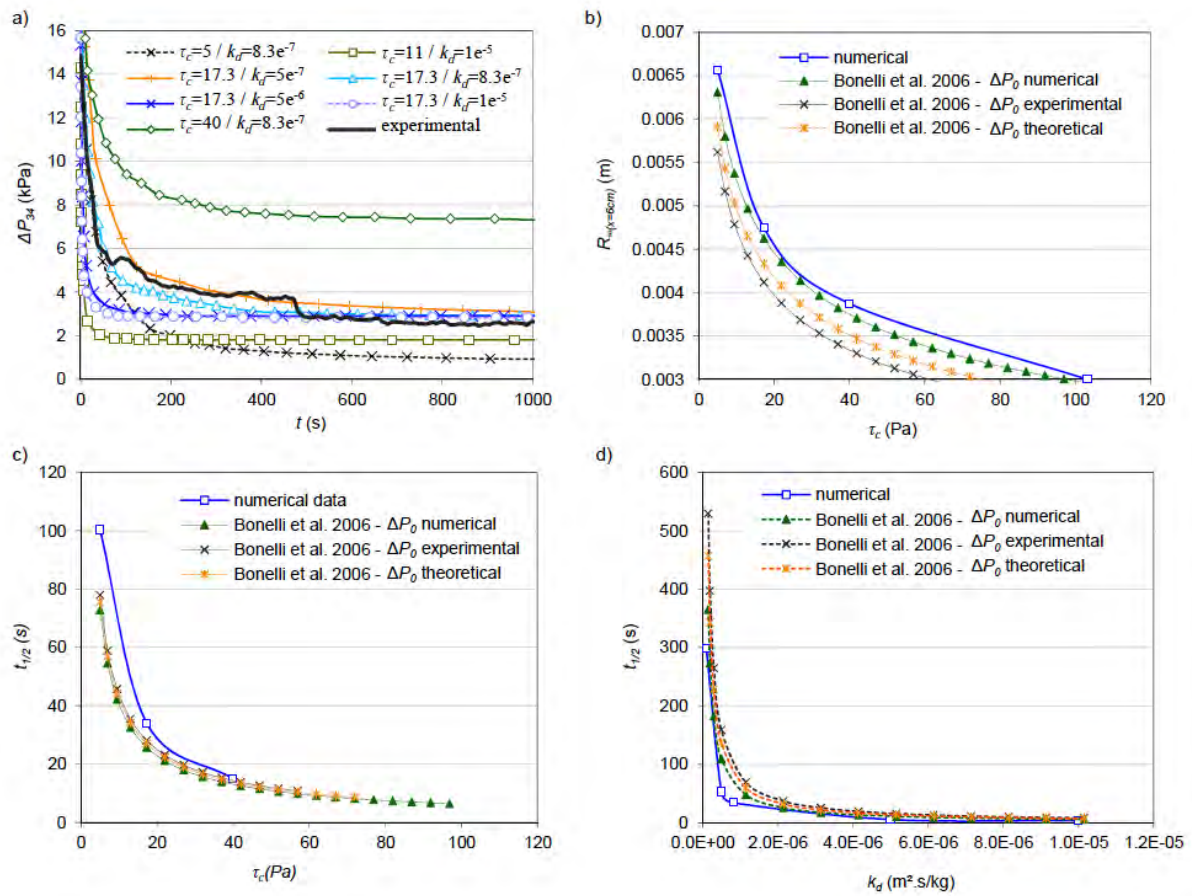 a)
ΔP₃₄ (kPa)
16
14
12
10
8
6
4
2
0
τc=5 / kd=8.3e⁻⁷
τc=11 / kd=1e⁻⁵
τc=17.3 / kd=5e⁻⁷
τc=17.3 / kd=8.3e⁻⁷
τc=17.3 / kd=5e⁻⁶
τc=17.3 / kd=1e⁻⁵
τc=40 / kd=8.3e⁻⁷
experimental
0 200 400 600 800 1000
t (s)
b)
R∞(x=6cm) (m)
0.007
0.0065
0.006
0.0055
0.005
0.0045
0.004
0.0035
0.003
numerical
Bonelli et al. 2006 - ΔP₀ numerical
Bonelli et al. 2006 - ΔP₀ experimental
Bonelli et al. 2006 - ΔP₀ theoretical
0 20 40 60 80 100 120
τc (Pa)
c)
t1/2 (s)
120
100
80
60
40
20
0
numerical data
Bonelli et al. 2006 - ΔP₀ numerical
Bonelli et al. 2006 - ΔP₀ experimental
Bonelli et al. 2006 - ΔP₀ theoretical
0 20 40 60 80 100 120
τc(Pa)
d)
t1/2 (s)
600
500
400
300
200
100
0
numerical
Bonelli et al. 2006 - ΔP₀ numerical
Bonelli et al. 2006 - ΔP₀ experimental
Bonelli et al. 2006 - ΔP₀ theoretical
0.0E+00 2.0E-06 4.0E-06 6.0E-06 8.0E-06 1.0E-05 1.2E-05
kd (m².s/kg)